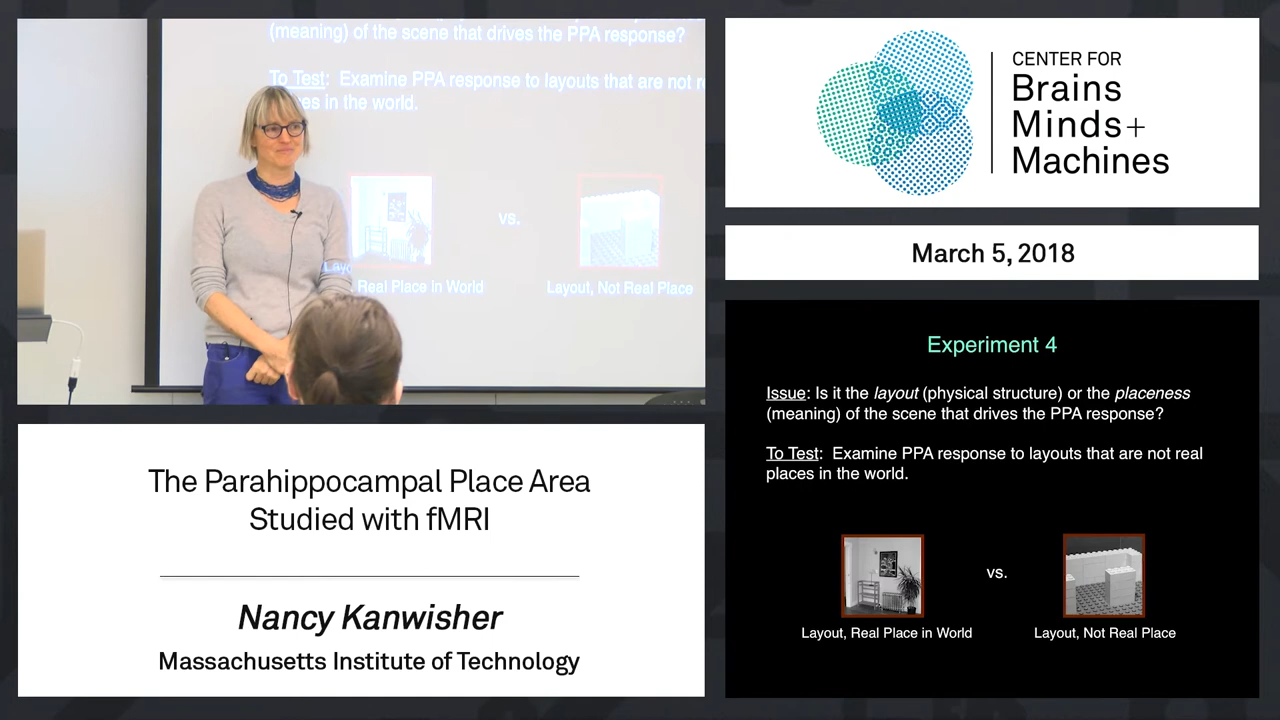 (meaning) of the scene that drives the PPA response?
To Test: Examine PPA response to layouts that are not r
es in the world.
vs.
Layo
Real Place in World
Layout, Not Real Place
CENTER FOR
Brains
Minds+
Machines
March 5, 2018
The Parahippocampal Place Area
Studied with fMRI
Nancy Kanwisher
Massachusetts Institute of Technology
Experiment 4
Issue: Is it the layout (physical structure) or the placeness
(meaning) of the scene that drives the PPA response?
To Test: Examine PPA response to layouts that are not real
places in the world.
vs.
Layout, Real Place in World
Layout, Not Real Place